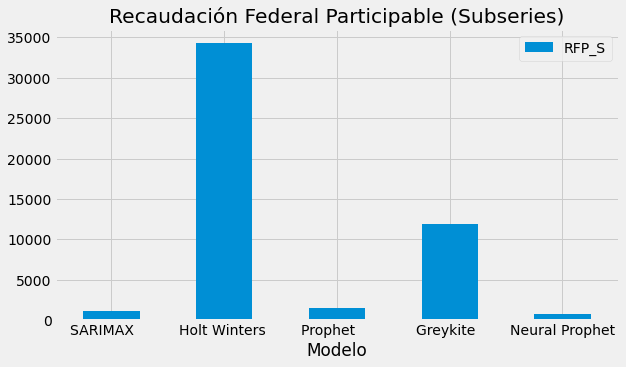 Recaudación Federal Participable (Subseries)
RFP_S
35000
30000
25000
20000
15000
10000
5000
0
SARIMAX Holt Winters Prophet Greykite Neural Prophet
Modelo